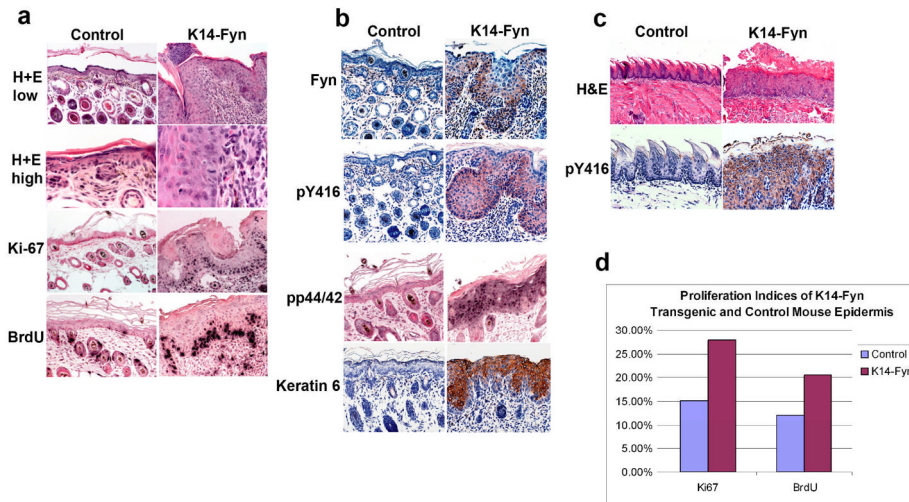 a
Control K14-Fyn
H+E
low
H+E
high
Ki-67
BrdU
b
Control K14-Fyn
Fyn
pY416
pp44/42
Keratin 6
c
Control K14-Fyn
H&E
pY416
d
Proliferation Indices of K14-Fyn
Transgenic and Control Mouse Epidermis
30.00%
25.00%
20.00%
15.00%
10.00%
5.00%
0.00%
Ki67 BrdU
Control
K14-Fyn